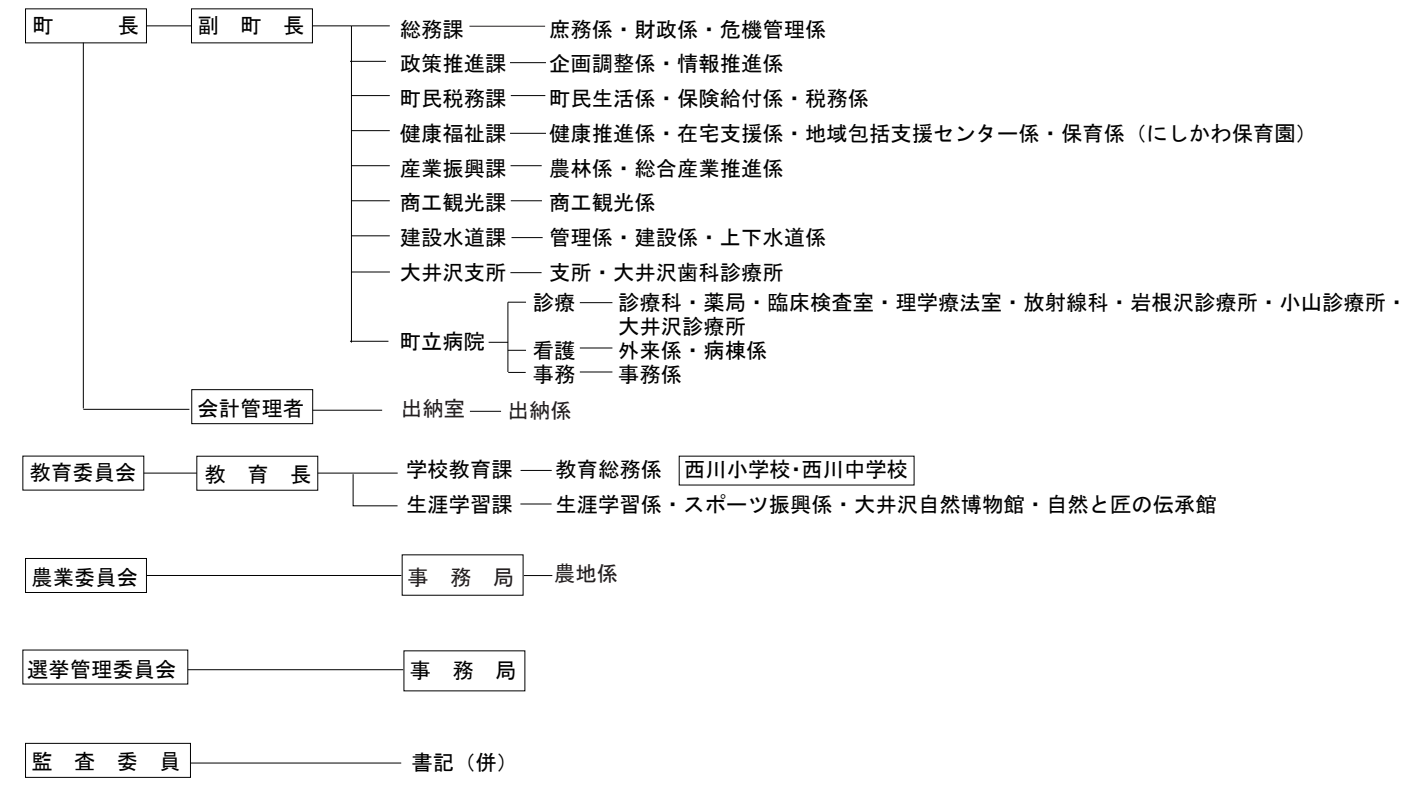 町長 副町長 総務課 庶務係・財政係・危機管理係
政策推進課 企画調整係・情報推進係
町民税務課 町民生活係・保険給付係・税務係
健康福祉課 健康推進係・在宅支援係・地域包括支援センター係・保育係（にしかわ保育園）
産業振興課 農林係・総合産業推進係
商工観光課 商工観光係
建設水道課 管理係・建設係・上下水道係
大井沢支所 支所・大井沢歯科診療所
町立病院 診療 診療科・薬局・臨床検査室・理学療法室・放射線科・岩根沢診療所・小山診療所・
大井沢診療所
看護 外来係・病棟係
事務 事務係
会計管理者 出納室 出納係
教育委員会 教育長 学校教育課 教育総務係 西川小学校・西川中学校
生涯学習課 生涯学習係・スポーツ振興係・大井沢自然博物館・自然と匠の伝承館
農業委員会 事務局 農地係
選挙管理委員会 事務局
監査委員 書記（併）